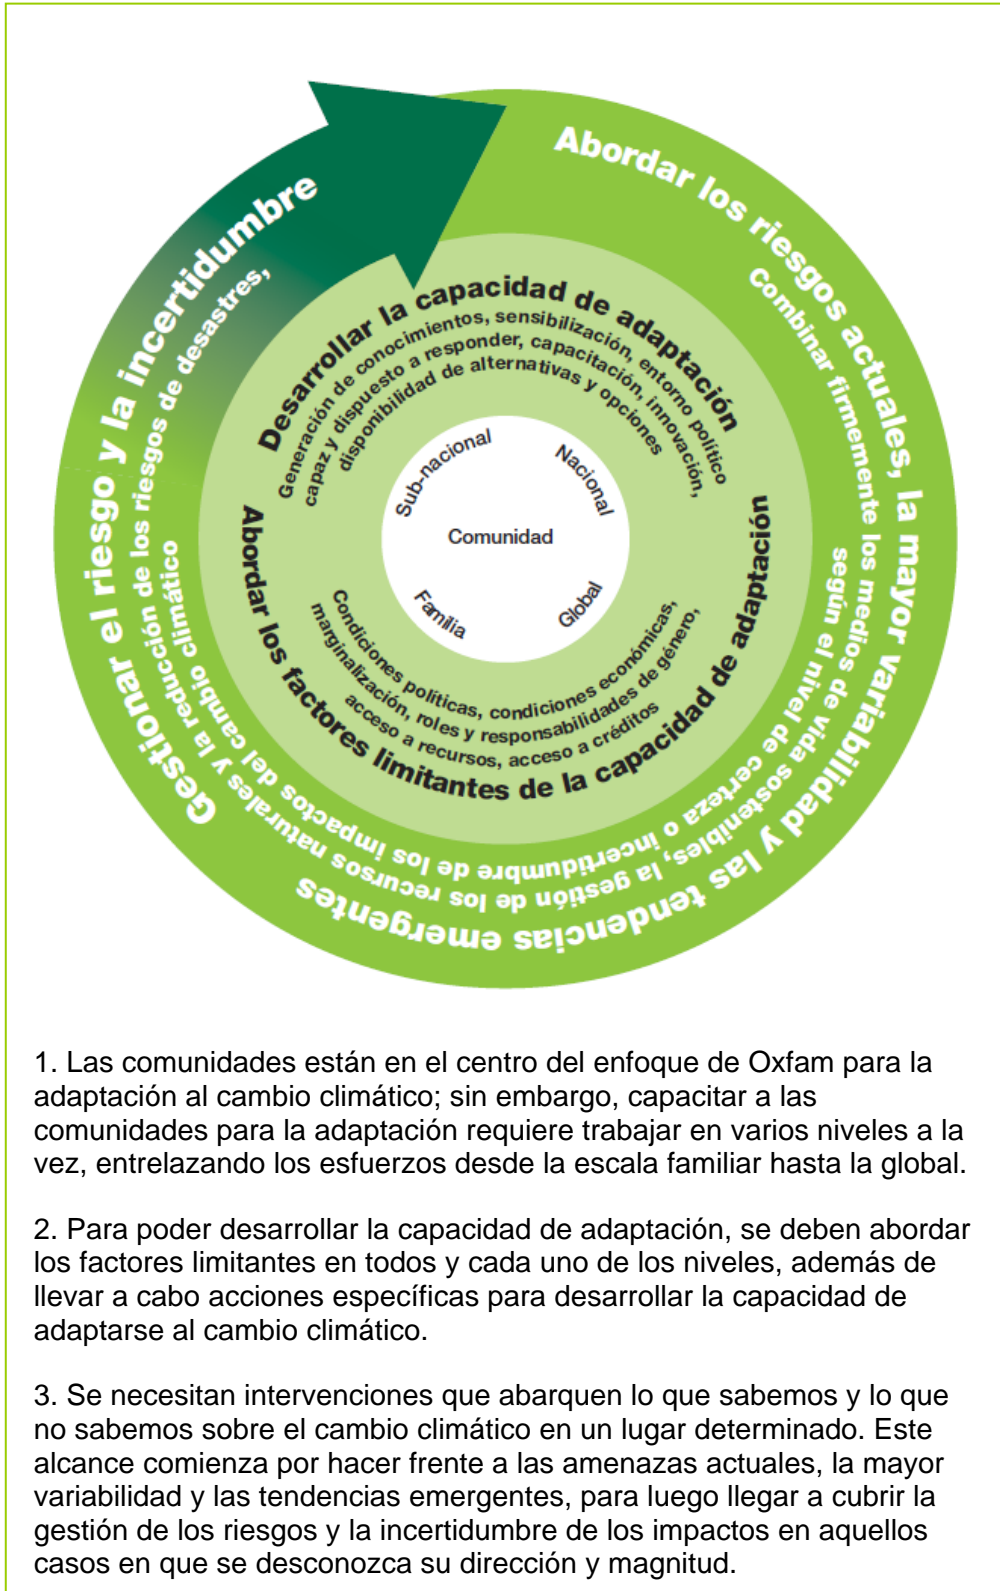 Abordar los riesgos actuales, la mayor variabilidad y las tendencias emergentes
Combinar firmemente los medios de vida sostenibles, la gestión de los recursos naturales y la reducción de los riesgos de desastres,
según el nivel de certeza o incertidumbre de los impactos del cambio climático
Gestionar el riesgo y la incertidumbre
Desarrollar la capacidad de adaptación
Generación de conocimientos, sensibilización, entorno político
capaz y dispuesto a responder, capacitación, innovación,
disponibilidad de alternativas y opciones
Sub-nacional
Nacional
Comunidad
Familia
Global
Condiciones políticas, condiciones económicas,
marginalización, roles y responsabilidades de género,
acceso a recursos, acceso a créditos
Abordar los factores limitantes de la capacidad de adaptación
1. Las comunidades están en el centro del enfoque de Oxfam para la
adaptación al cambio climático; sin embargo, capacitar a las
comunidades para la adaptación requiere trabajar en varios niveles a la
vez, entrelazando los esfuerzos desde la escala familiar hasta la global.
2. Para poder desarrollar la capacidad de adaptación, se deben abordar
los factores limitantes en todos y cada uno de los niveles, además de
llevar a cabo acciones específicas para desarrollar la capacidad de
adaptarse al cambio climático.
3. Se necesitan intervenciones que abarquen lo que sabemos y lo que
no sabemos sobre el cambio climático en un lugar determinado. Este
alcance comienza por hacer frente a las amenazas actuales, la mayor
variabilidad y las tendencias emergentes, para luego llegar a cubrir la
gestión de los riesgos y la incertidumbre de los impactos en aquellos
casos en que se desconozca su dirección y magnitud.